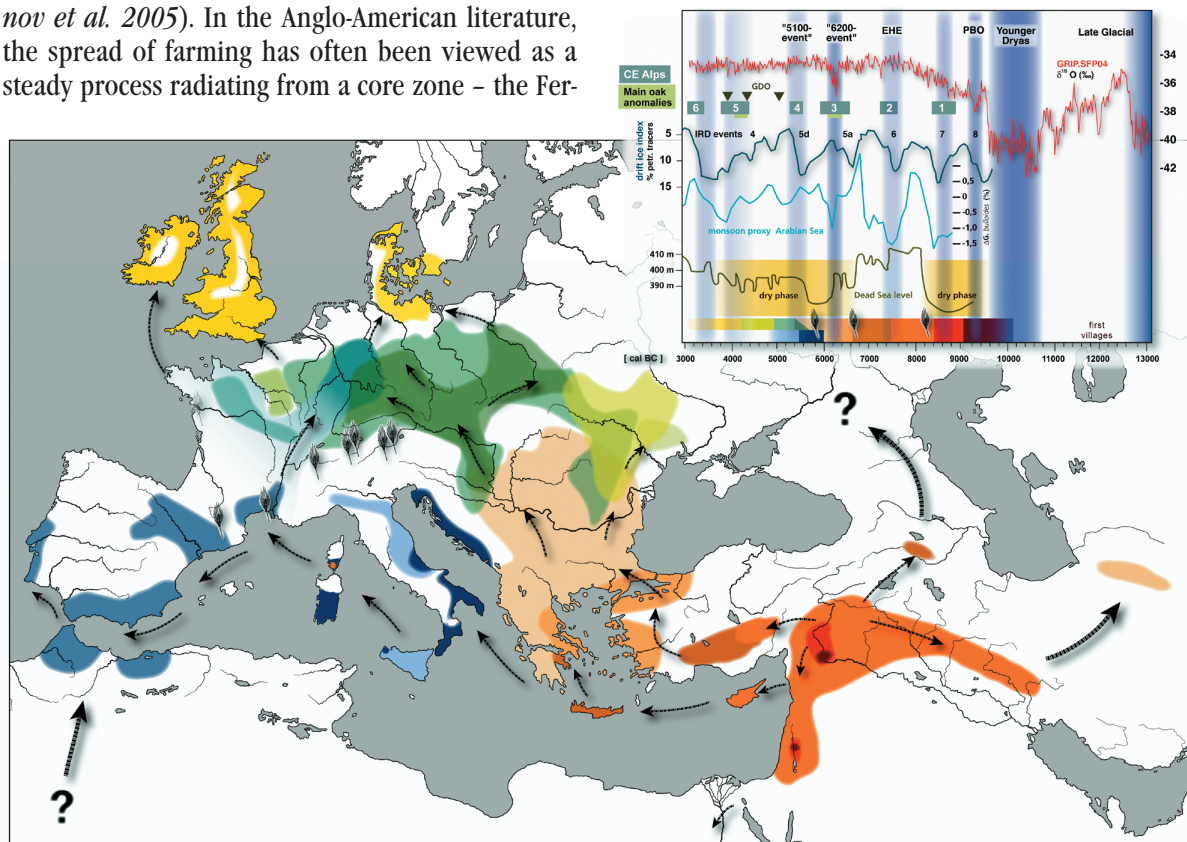 nov et al. 2005). In the Anglo-American literature,
the spread of farming has often been viewed as a
steady process radiating from a core zone – the Fer-
"5100-
event"
"6200-
event"
EHE
PBO
Younger
Dryas
Late Glacial
CE Alps
Main oak
anomalies
GDO
GRIP.SFP04
δ18 O (‰)
-34
-36
-38
-40
-42
6
5
4
3
2
1
drift ice index
% petr. tracers
5
10
15
IRD events
4
5d
5a
6
7
8
0,5
0,0
-0,5
-1,0
-1,5
ΔG. bulloides (%)
monsoon proxy Arabian Sea
410 m
400 m
390 m
dry phase
Dead Sea level
dry phase
first
villages
[ cal BC ]
3000 4000 5000 6000 7000 8000 9000 10000 11000 12000 13000
?
?